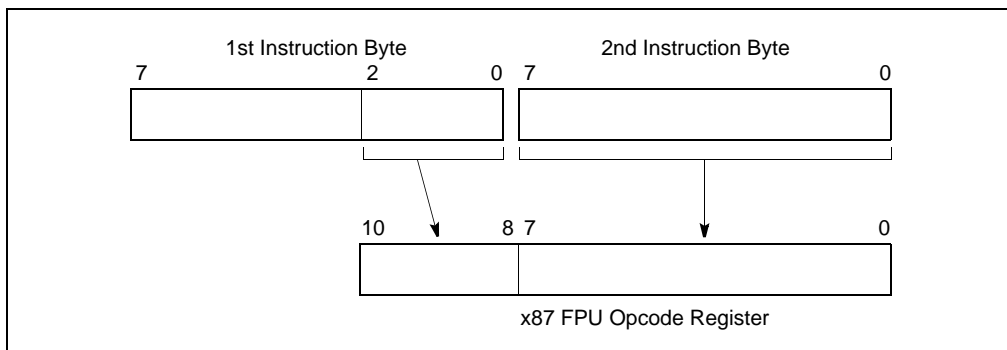 1st Instruction Byte 2nd Instruction Byte
7 2 0 7 0
10 8 7 0
x87 FPU Opcode Register